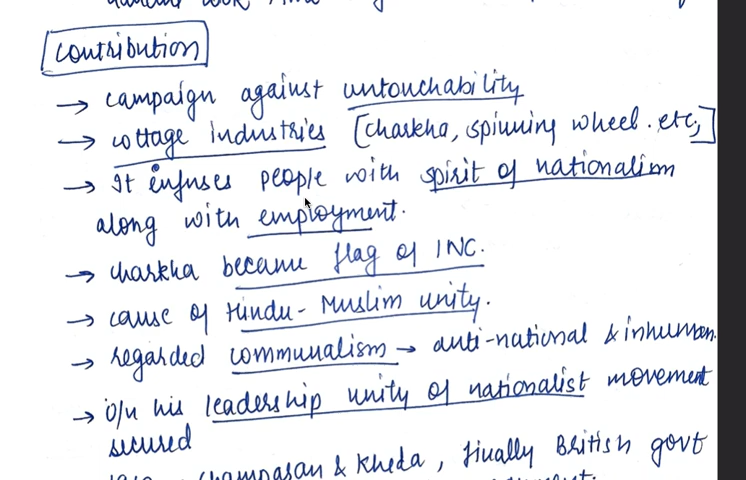 contribution
→ campaign against untouchability
→ cottage industries [charkha, spinning wheel. etc,]
→ It enfuses people with spirit of nationalism
along with employment.
→ charkha became flag of INC.
→ cause of Hindu-Muslim unity.
→ regarded communalism → anti-national & inhuman.
→ o/u his leadership unity of nationalist movement
secured
Champaran & Kheda, finally British govt